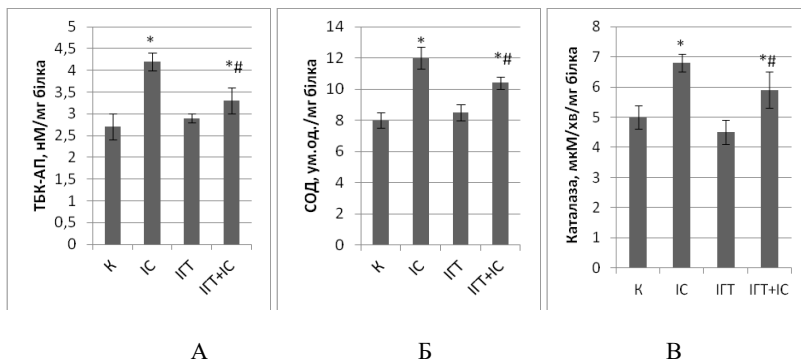 ТБК-АП, нМ/мг білка
5
4,5
4
3,5
3
2,5
2
1,5
1
0,5
0
*
*#
К
ІС
ІГТ
ІГТ+ІС
СОД, ум.од./мг білка
14
12
10
8
6
4
2
0
*
*#
К
ІС
ІГТ
ІГТ+ІС
Каталаза, мкМ/хв/мг білка
8
7
6
5
4
3
2
1
0
*
*#
К
ІС
ІГТ
ІГТ+ІС
А Б В